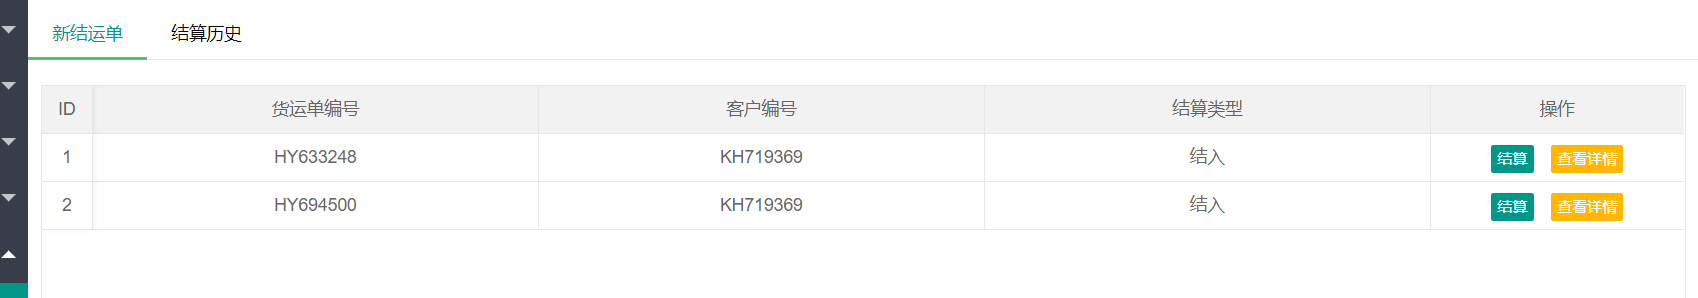 新结运单 结算历史
ID 货运单编号 客户编号 结算类型 操作
1 HY633248 KH719369 结入 结算 查看详情
2 HY694500 KH719369 结入 结算 查看详情